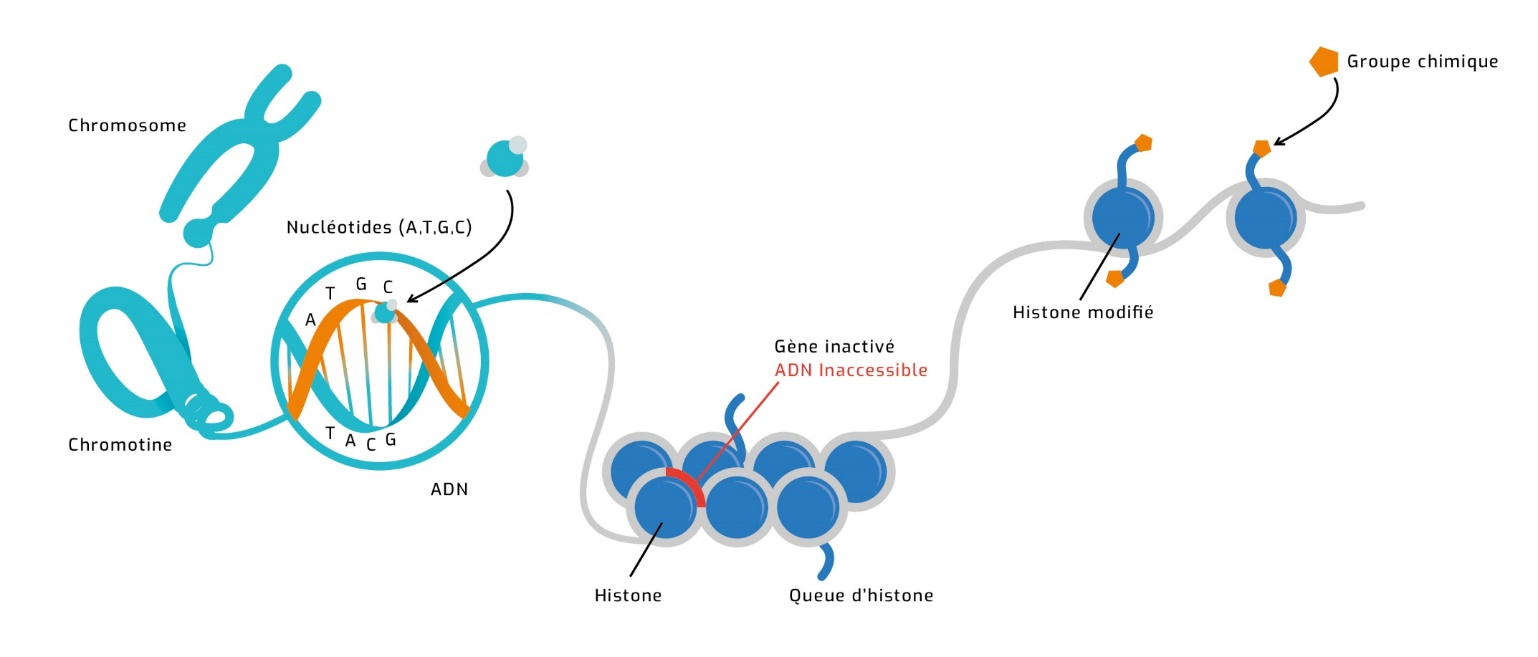 Groupe chimique
Chromosome
Nucléotides (A,T,G,C)
A T G C
Histone modifié
Gène inactivé
ADN Inaccessible
T A C G
Chromotine
ADN
Histone
Queue d'histone